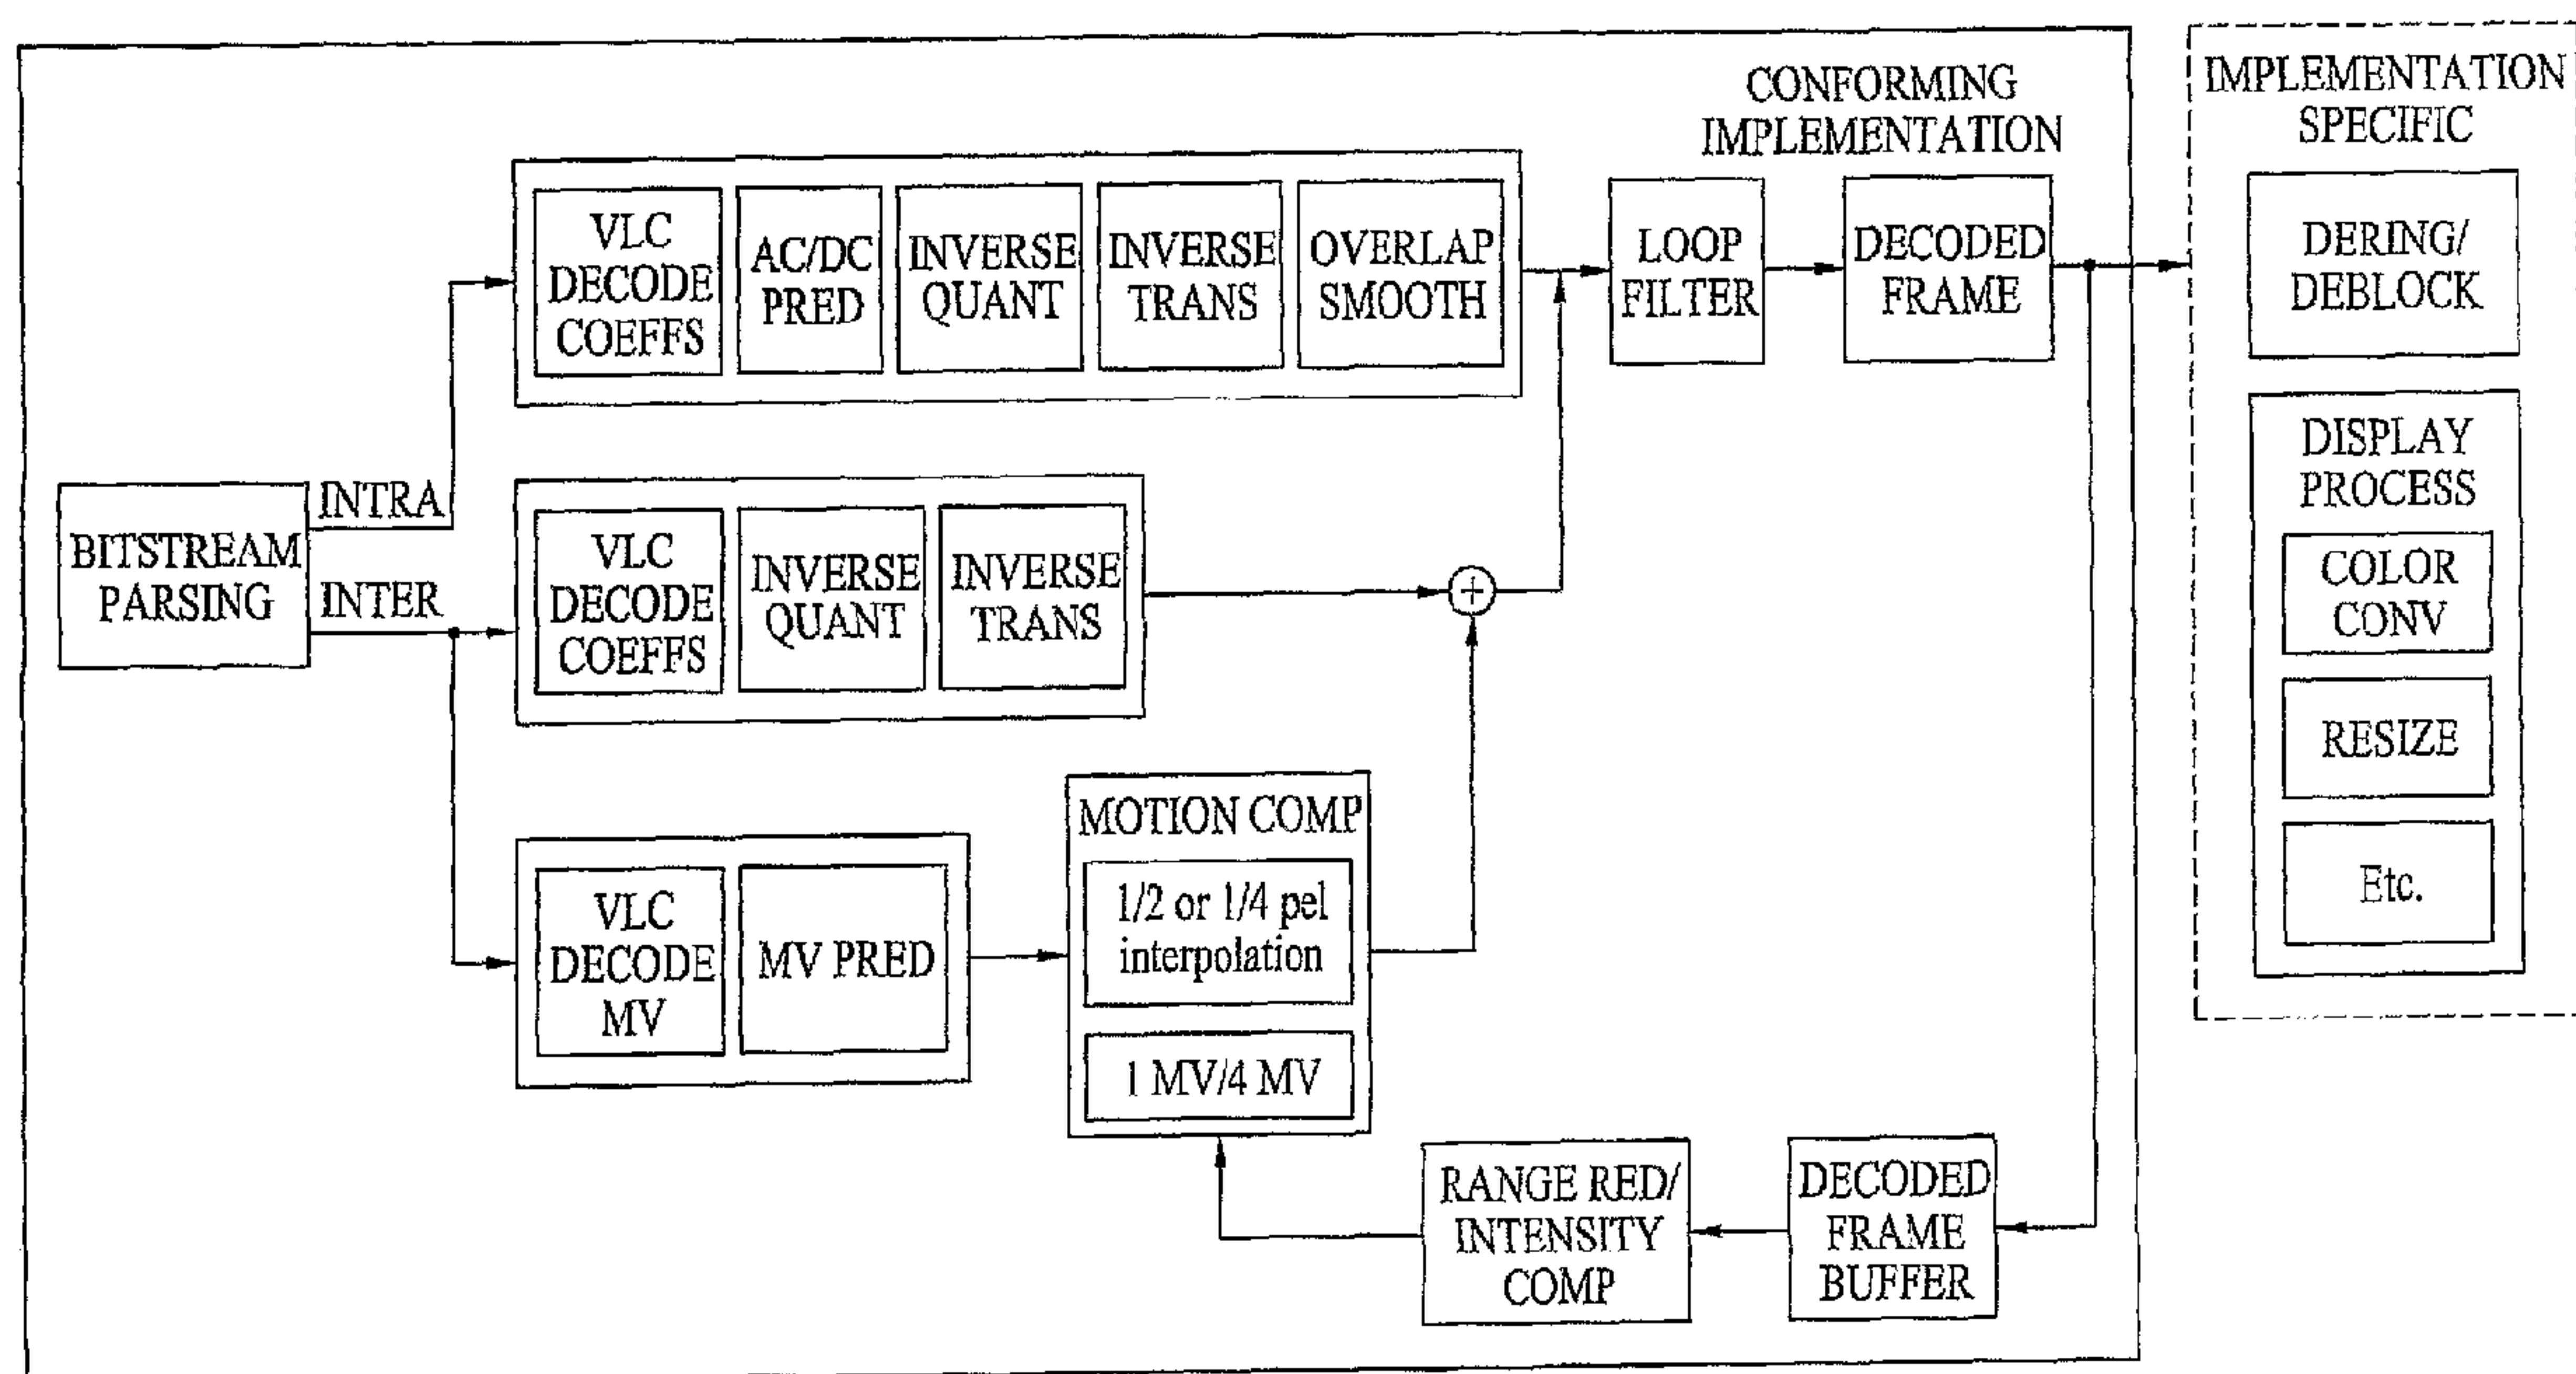 CONFORMING
IMPLEMENTATION
IMPLEMENTATION
SPECIFIC
VLC
DECODE
COEFFS
AC/DC
PRED
INVERSE
QUANT
INVERSE
TRANS
OVERLAP
SMOOTH
LOOP
FILTER
DECODED
FRAME
DERING/
DEBLOCK
DISPLAY
PROCESS
COLOR
CONV
RESIZE
Etc.
BITSTREAM
PARSING
INTRA
INTER
VLC
DECODE
COEFFS
INVERSE
QUANT
INVERSE
TRANS
+
VLC
DECODE
MV
MV PRED
MOTION COMP
1/2 or 1/4 pel
interpolation
1 MV/4 MV
RANGE RED/
INTENSITY
COMP
DECODED
FRAME
BUFFER